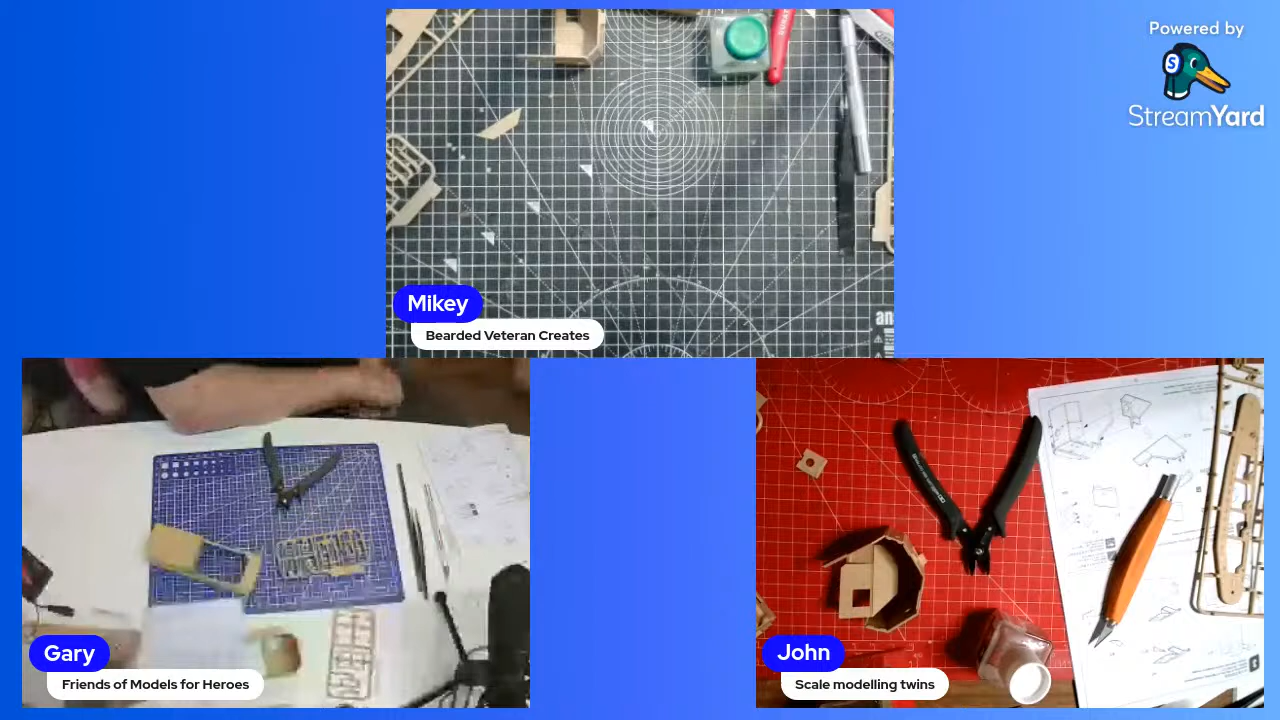 Powered by
StreamYard
Mikey
Bearded Veteran Creates
Gary
Friends of Models for Heroes
John
Scale modelling twins